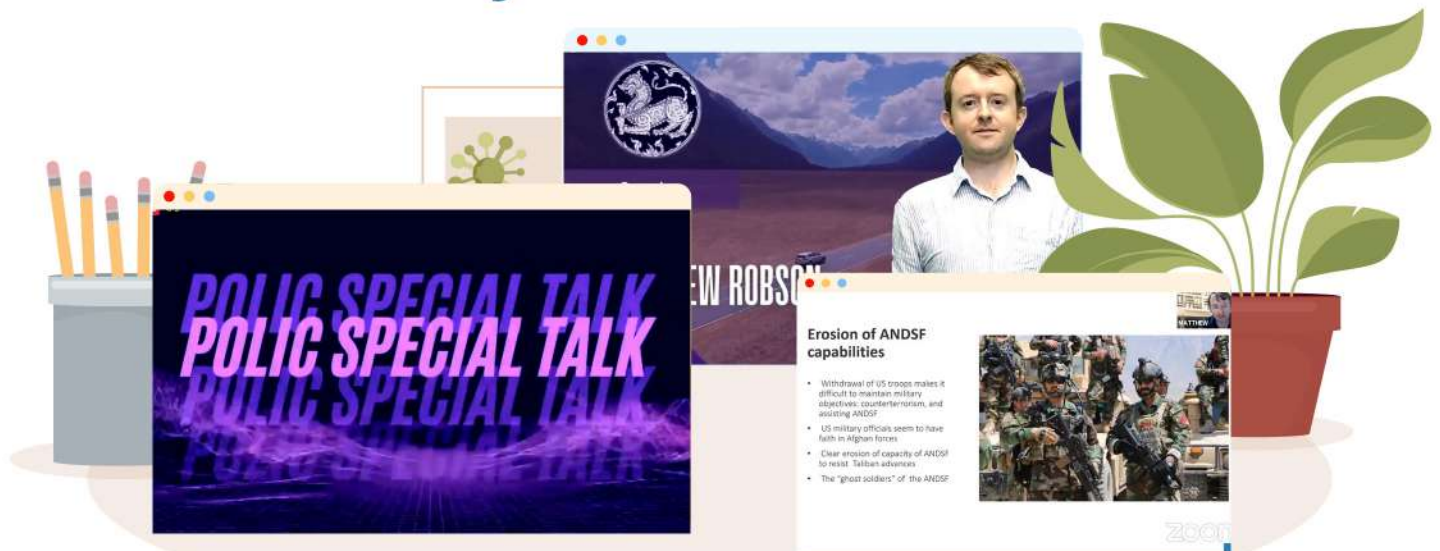 POLIC SPECIAL TALK
POLIC SPECIAL TALK
POLIC SPECIAL TALK
POLIC SPECIAL TALK
EW ROBSON
MATTHEW
Erosion of ANDSF
capabilities
• Withdrawal of US troops makes it
difficult to maintain military
objectives: counterterrorism, and
assisting ANDSF
• US military officials seem to have
faith in Afghan forces
• Clear erosion of capacity of ANDSF
to resist Taliban advances
• The "ghost soldiers" of the ANDSF
zoom